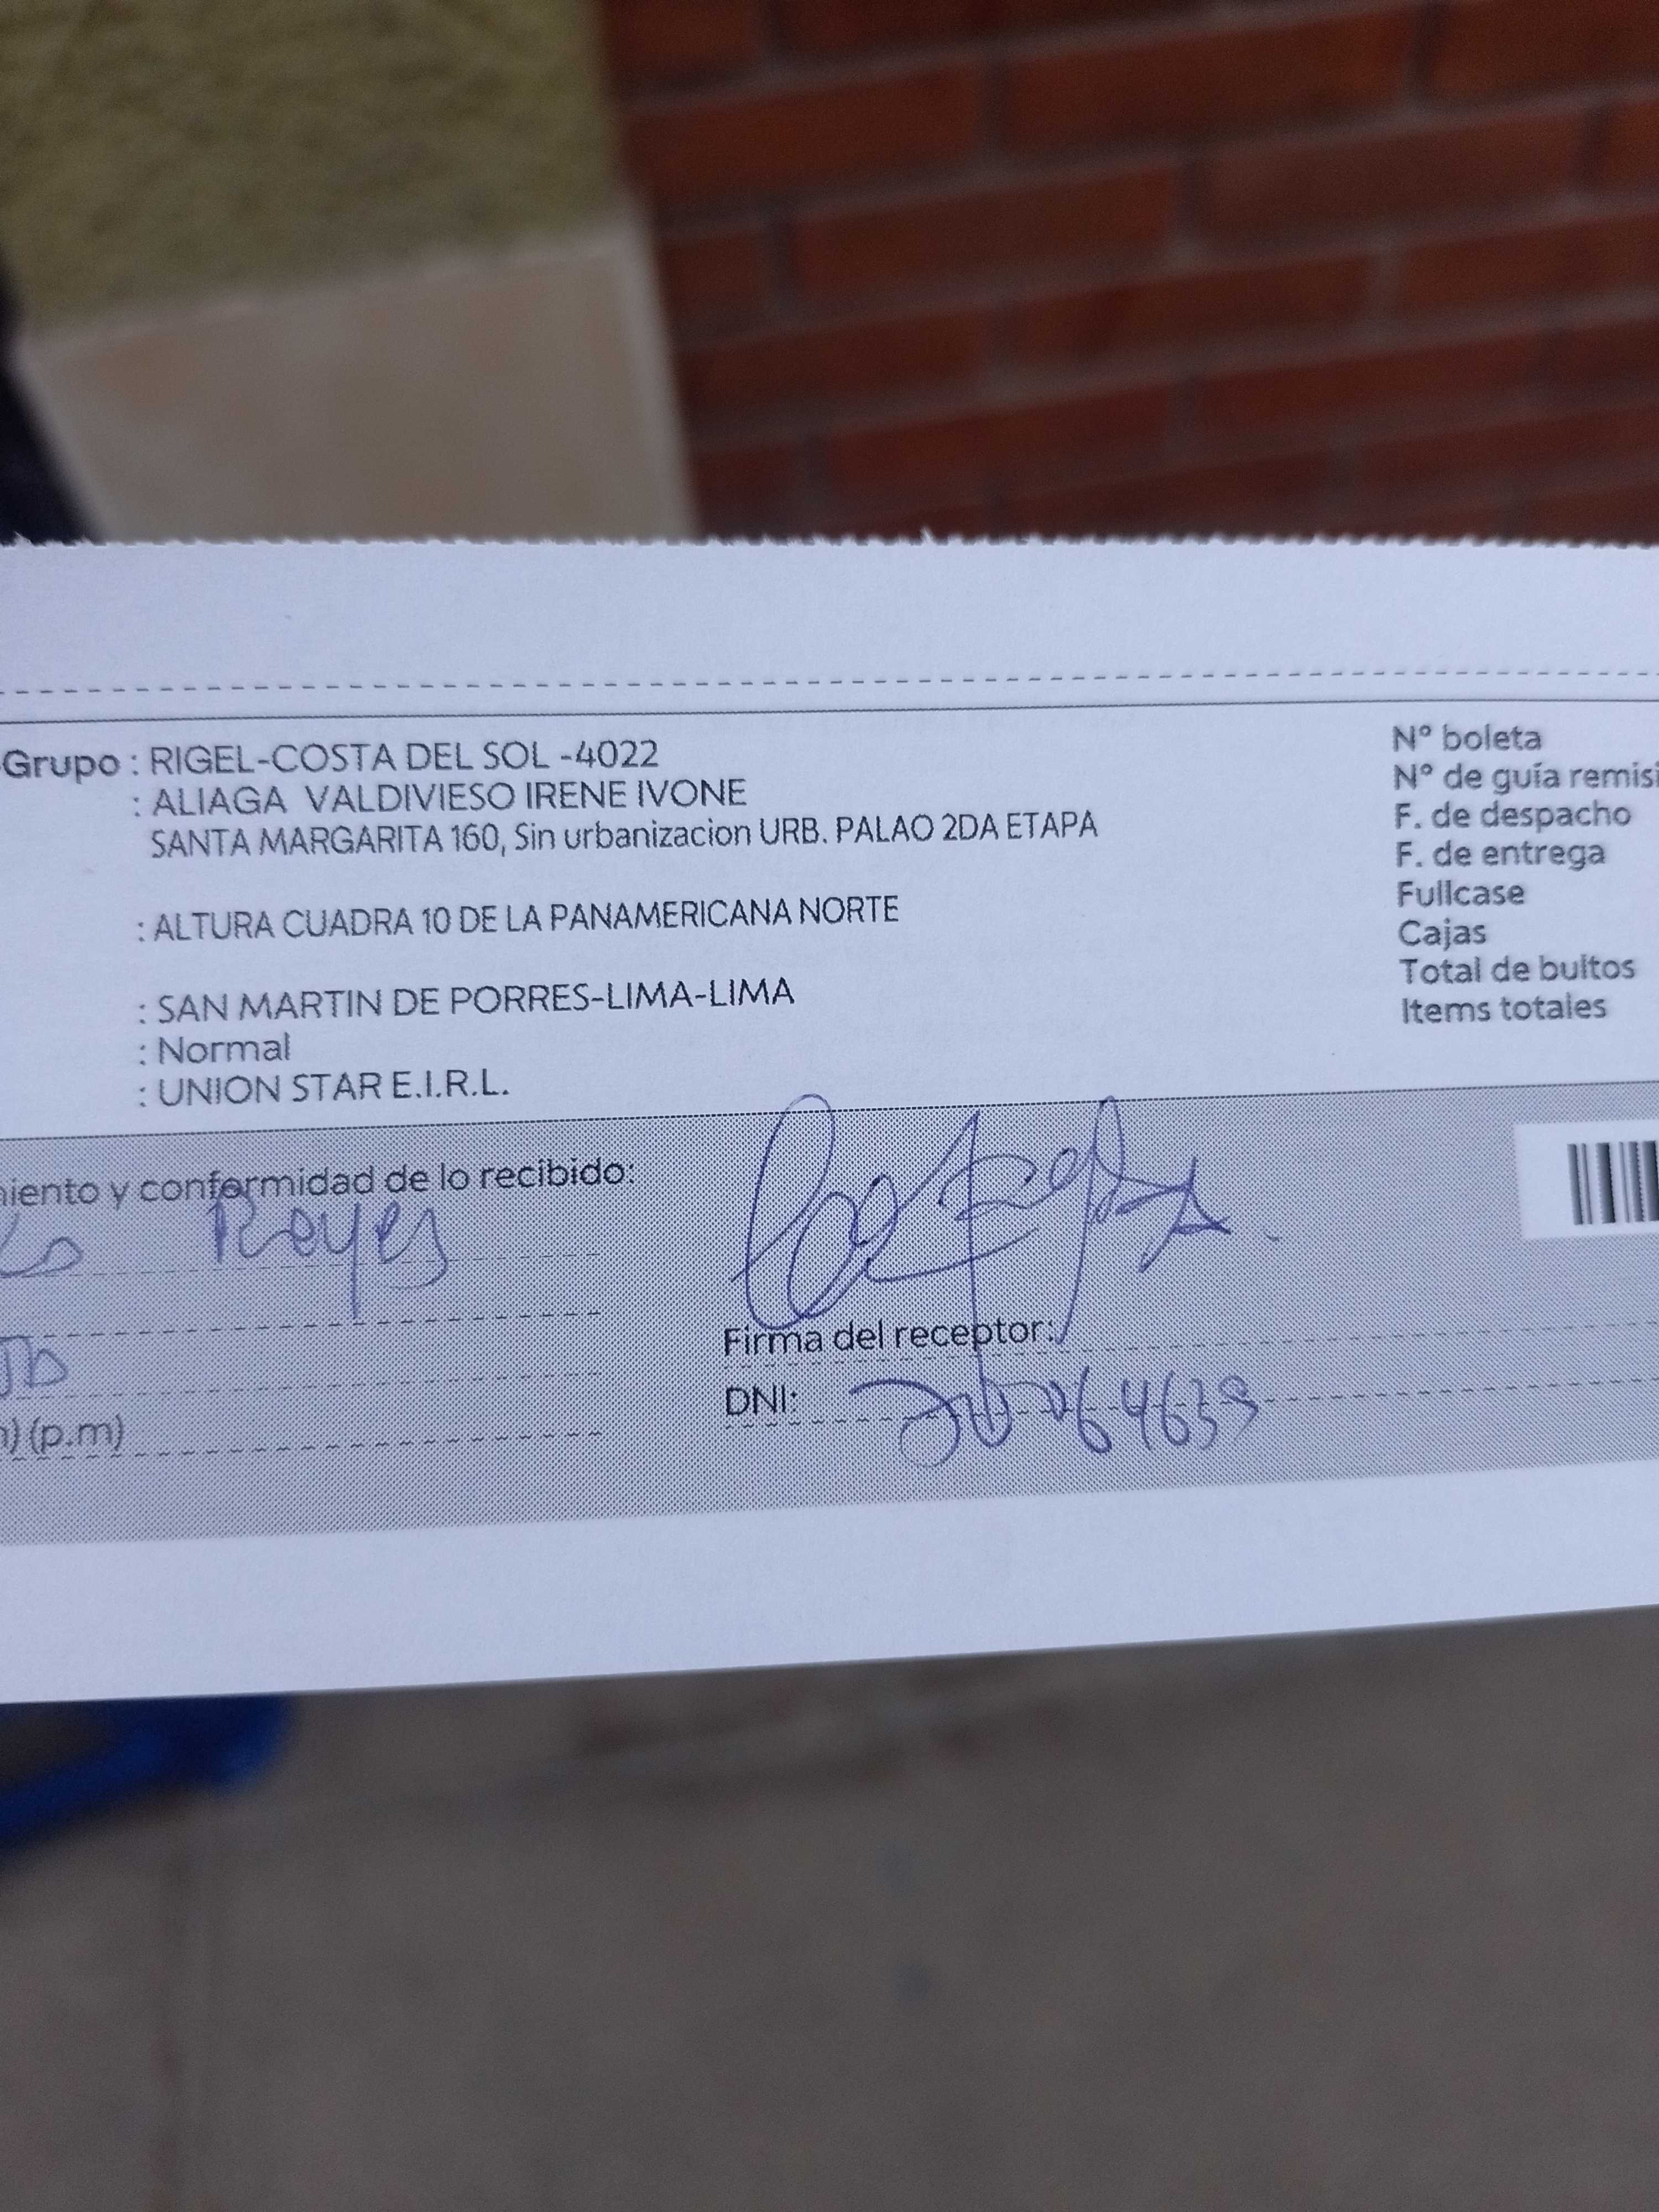 Grupo : RIGEL-COSTA DEL SOL -4022
: ALIAGA VALDIVIESO IRENE IVONE
SANTA MARGARITA 160, Sin urbanizacion URB. PALAO 2DA ETAPA
: ALTURA CUADRA 10 DE LA PANAMERICANA NORTE
: SAN MARTIN DE PORRES-LIMA-LIMA
: Normal
: UNION STAR E.I.R.L.
Nº boleta
Nº de guía remisi
F. de despacho
F. de entrega
Fullcase
Cajas
Total de bultos
Items totales
miento y conformidad de lo recibido:
Reyes
(p.m)
Firma del receptor:
DNI: